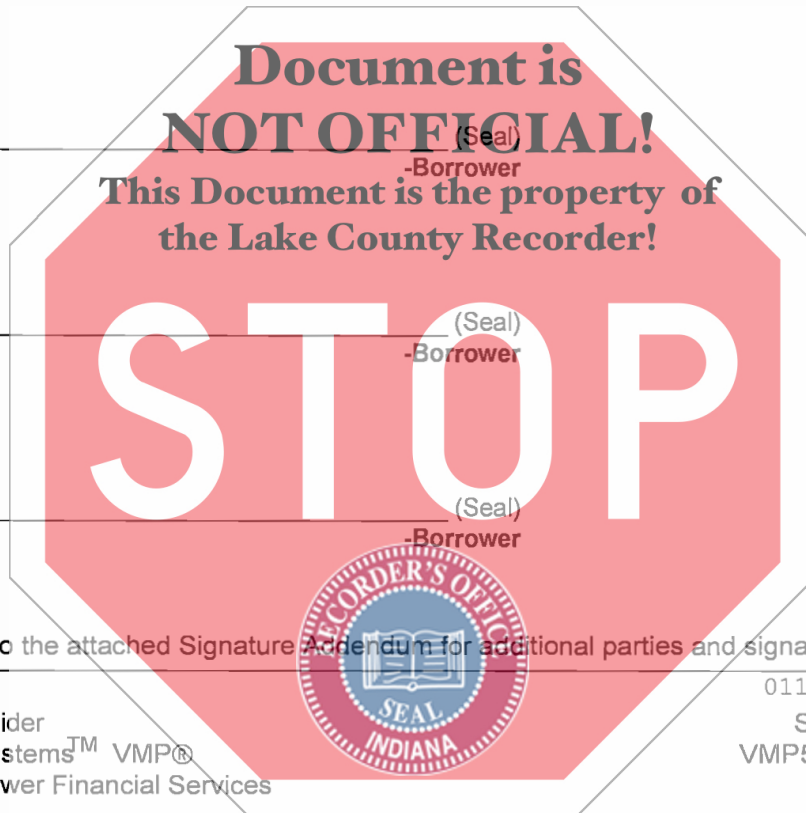 Document is
NOT OFFICIAL!
(Seal)
-Borrower
This Document is the property of
the Lake County Recorder!
STOP
(Seal)
-Borrower
(Seal)
-Borrower
RECORDER'S OFFICE
SEAL
INDIANA
o the attached Signature Addendum for additional parties and signa
011
ider
S
stems™ VMP®
VMP5
wer Financial Services